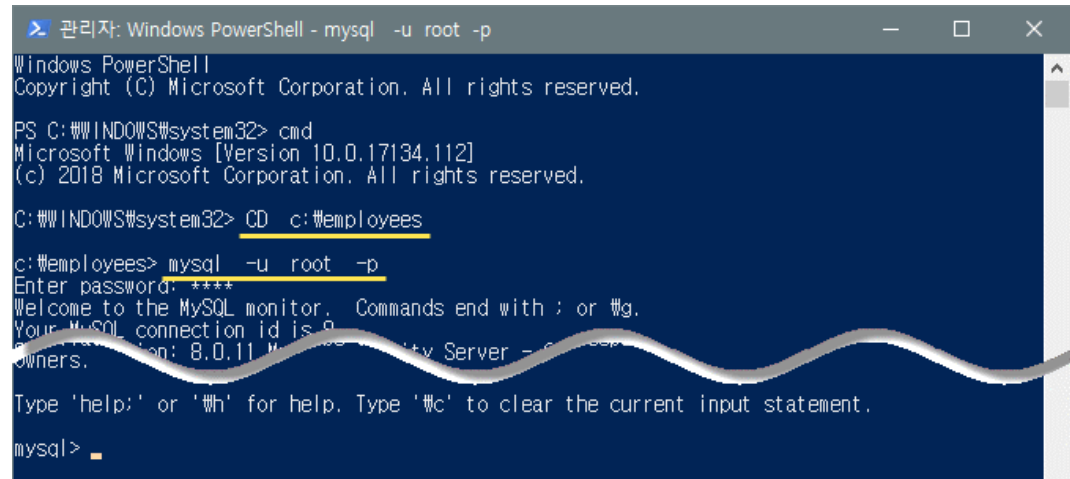 관리자: Windows PowerShell - mysql -u root -p
Windows PowerShell
Copyright (C) Microsoft Corporation. All rights reserved.
PS C:₩WINDOWS₩system32> cmd
Microsoft Windows [Version 10.0.17134.112]
(c) 2018 Microsoft Corporation. All rights reserved.
C:₩WINDOWS₩system32> CD c:₩employees
c:₩employees> mysql -u root -p
Enter password: ****
Welcome to the MySQL monitor. Commands end with ; or ₩g.
Your MySQL connection id is
8.0.11 Server -
owners.
Type 'help;' or '₩h' for help. Type '₩c' to clear the current input statement.
mysql>